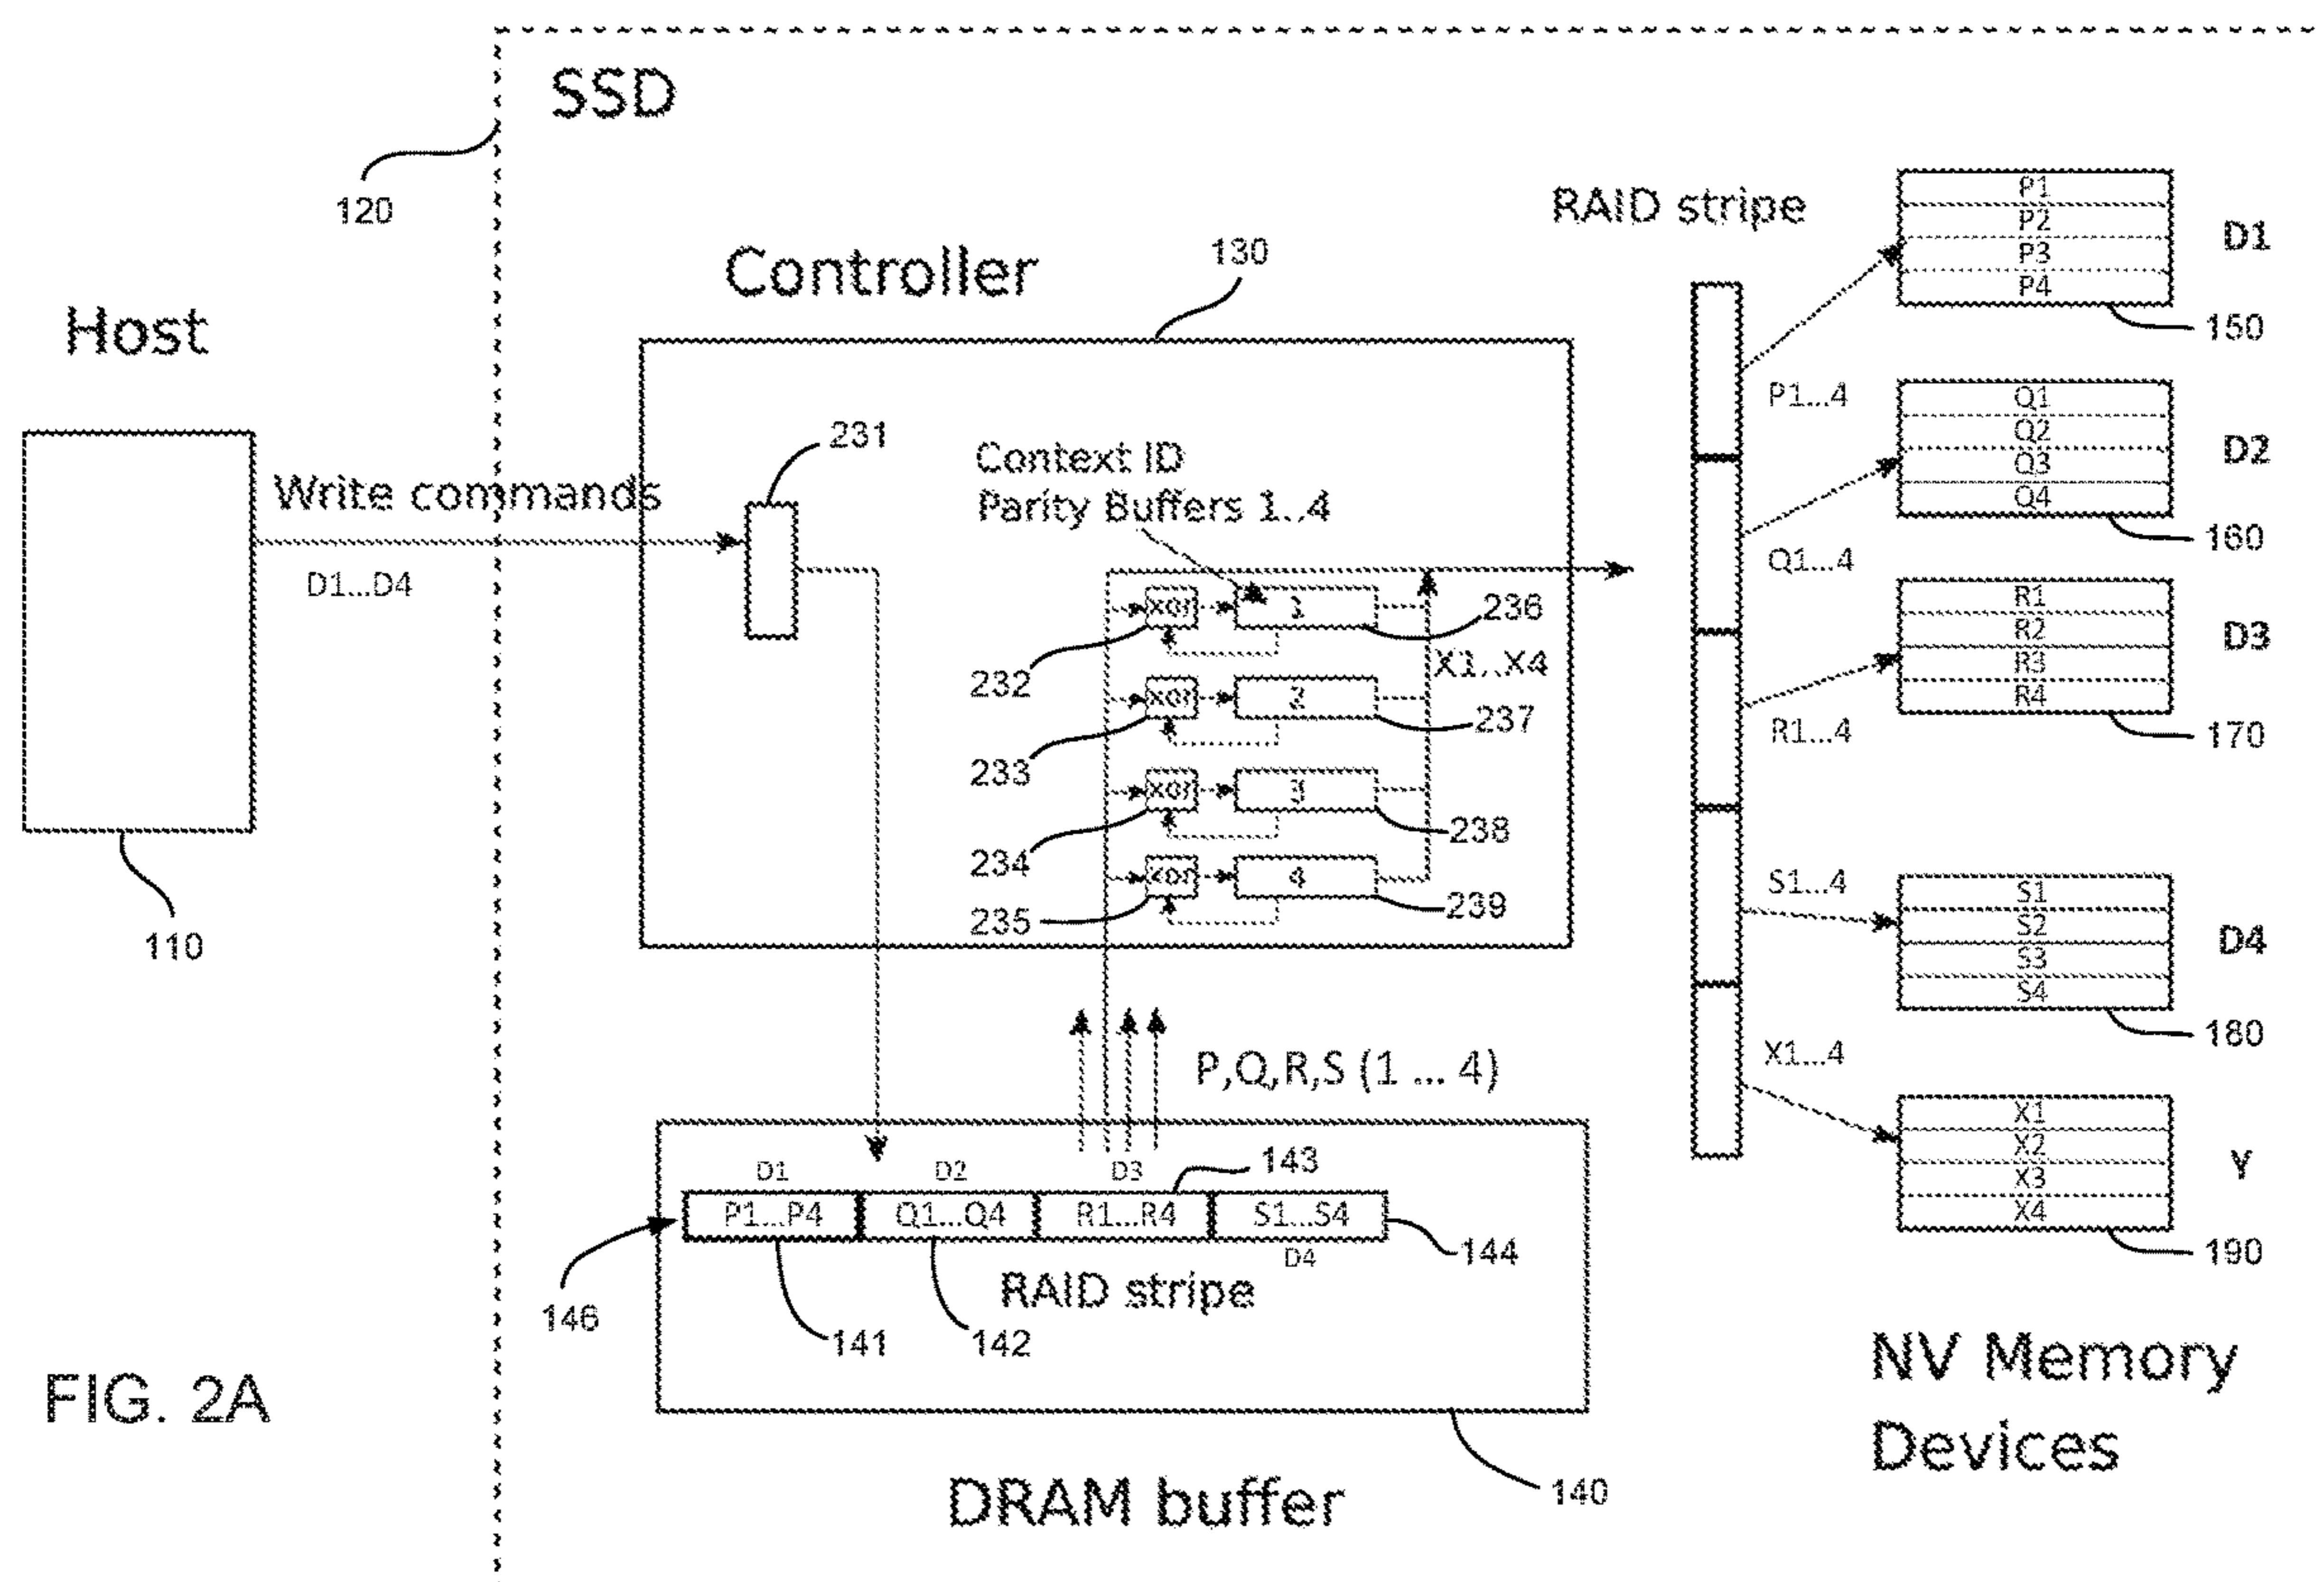 SSD
120
RAID stripe
P1
P2
P3
P4
D1
150
Controller
130
Host
Write commands
D1...D4
110
231
Context ID
Parity Buffers 1..4
xor
1
232
236
X1...X4
xor
2
233
237
xor
3
234
238
xor
4
235
239
P1...4
Q1
Q2
Q3
Q4
D2
160
Q1...4
R1
R2
R3
R4
D3
170
R1...4
S1...4
S1
S2
S3
S4
D4
180
X1...4
X1
X2
X3
X4
Y
190
P,Q,R,S (1 ... 4)
D1
D2
D3
143
P1...P4
Q1...Q4
R1...R4
S1...S4
D4
144
146
RAID stripe
141
142
140
DRAM buffer
NV Memory
Devices
FIG. 2A